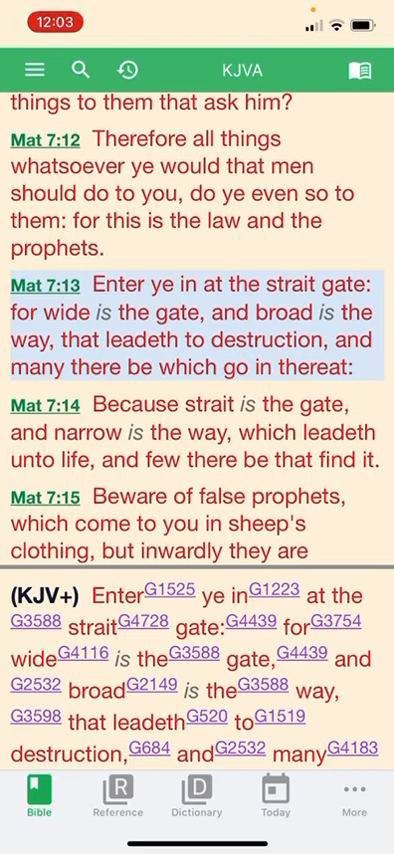 12:03
KJVA
things to them that ask him?
Mat 7:12 Therefore all things
whatsoever ye would that men
should do to you, do ye even so to
them: for this is the law and the
prophets.
Mat 7:13 Enter ye in at the strait gate:
for wide is the gate, and broad is the
way, that leadeth to destruction, and
many there be which go in thereat:
Mat 7:14 Because strait is the gate,
and narrow is the way, which leadeth
unto life, and few there be that find it.
Mat 7:15 Beware of false prophets,
which come to you in sheep's
clothing, but inwardly they are
(KJV+) EnterG1525 ye inG1223 at the
G3588 straitG4728 gate:G4439 forG3754
wideG4116 is theG3588 gate,G4439 and
G2532 broadG2149 is theG3588 way,
G3598 that leadethG520 toG1519
destruction,G684 andG2532 manyG4183
R D
Bible Reference Dictionary Today More